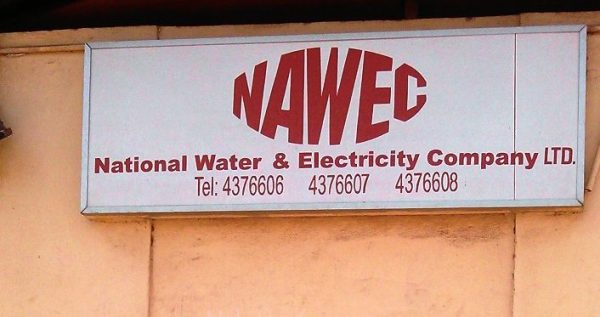 NAWEC
National Water & Electricity Company LTD.
Tel: 4376606 4376607 4376608